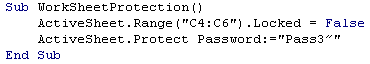 Sub WorkSheetProtection()
    ActiveSheet.Range("C4:C6").Locked = False
    ActiveSheet.Protect Password:="Pass3~"
End Sub